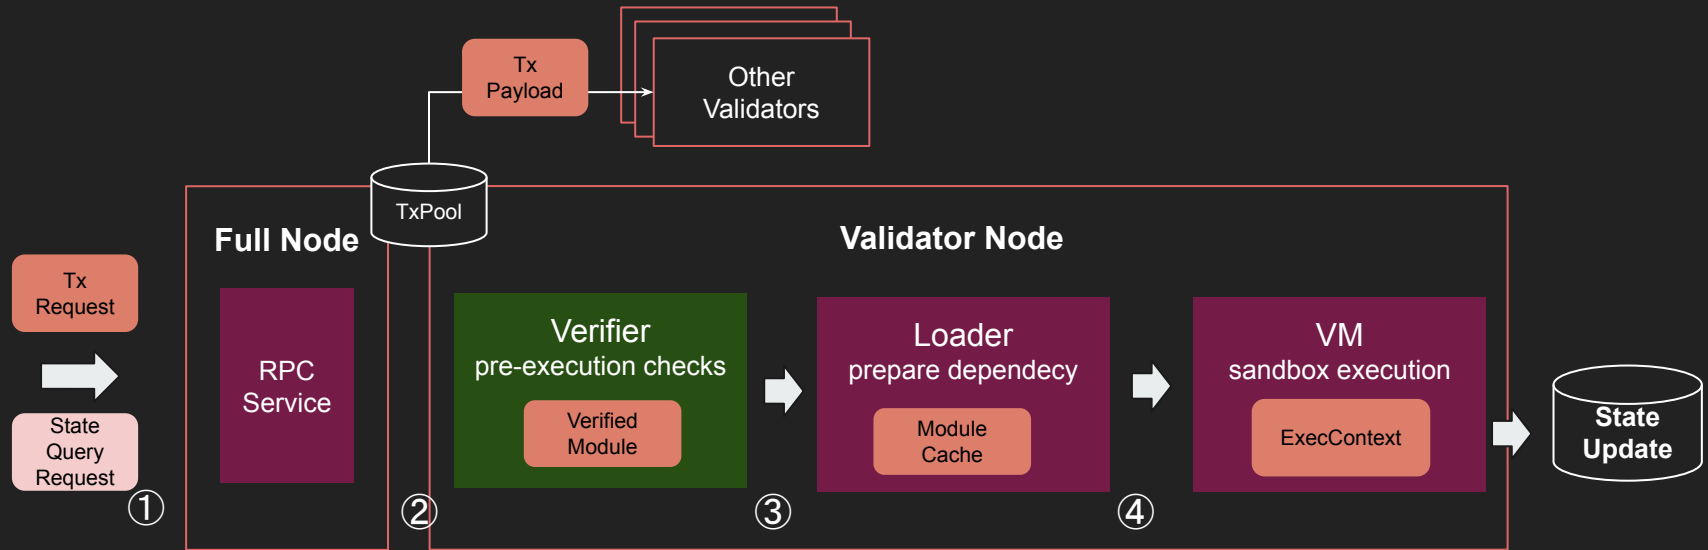 Tx
Payload
Other
Validators
TxPool
Full Node
Validator Node
Tx
Request
State
Query
Request
①
RPC
Service
②
Verifier
pre-execution checks
Verified
Module
③
Loader
prepare dependecy
Module
Cache
④
VM
sandbox execution
ExecContext
State
Update